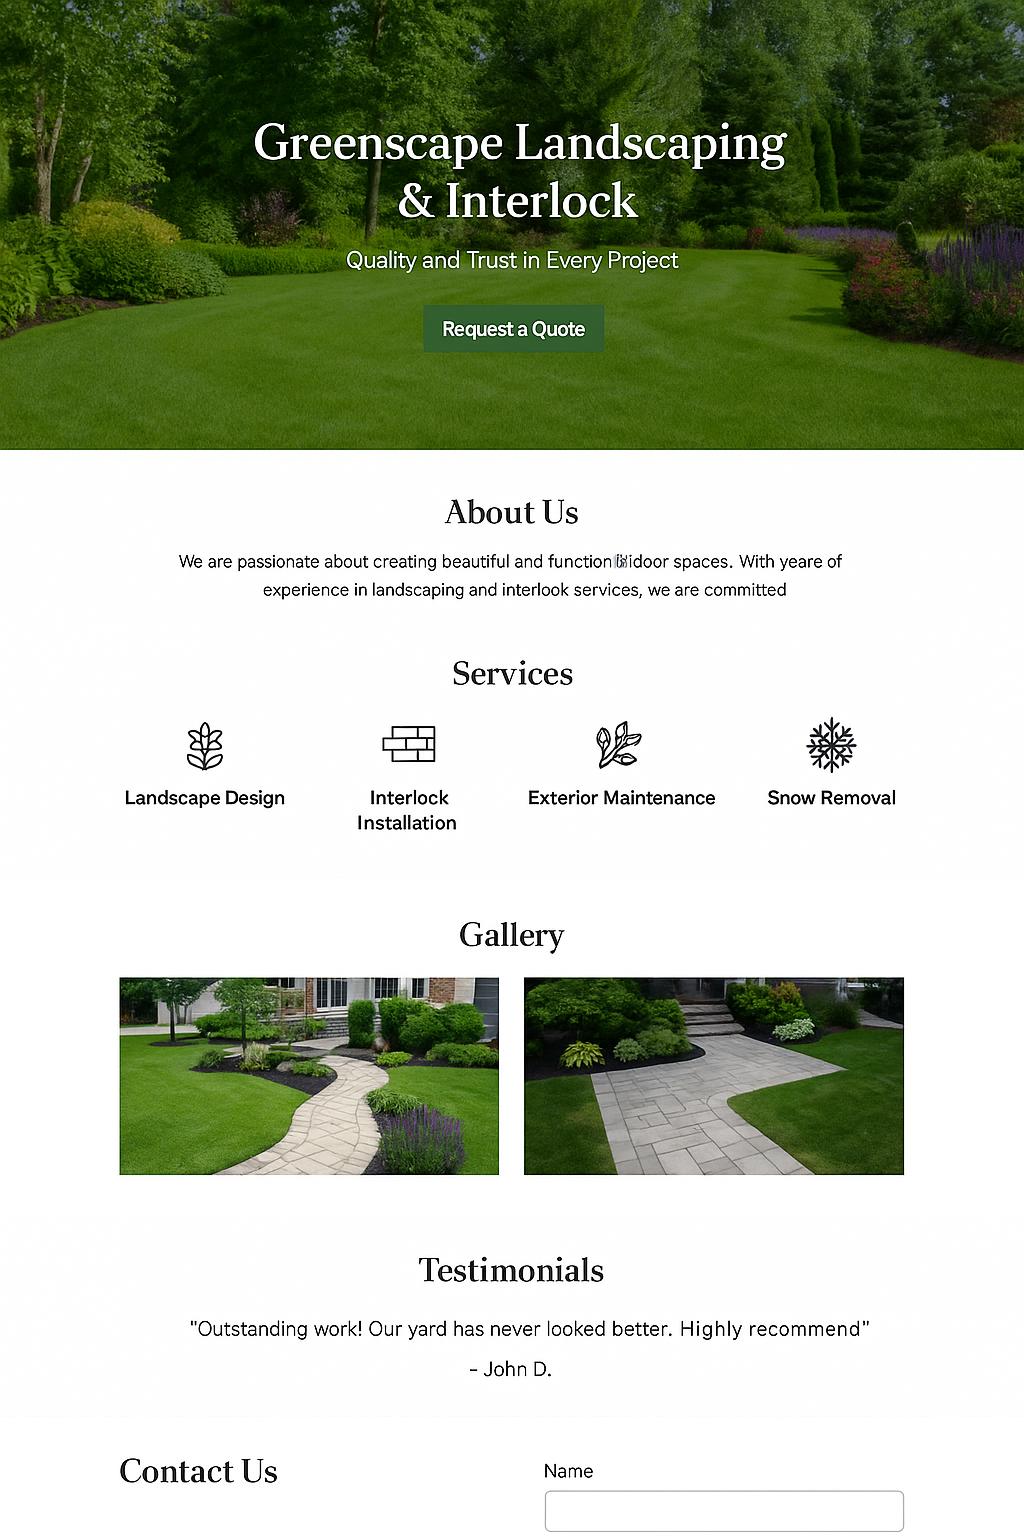 Greenscape Landscaping
& Interlock
Quality and Trust in Every Project
Request a Quote
About Us
We are passionate about creating beautiful and function spaces. With yeare of
experience in landscaping and interlook services, we are committed
Services
Landscape Design
Interlock
Installation
Exterior Maintenance
Snow Removal
Gallery
Testimonials
"Outstanding work! Our yard has never looked better. Highly recommend"
- John D.
Contact Us
Name